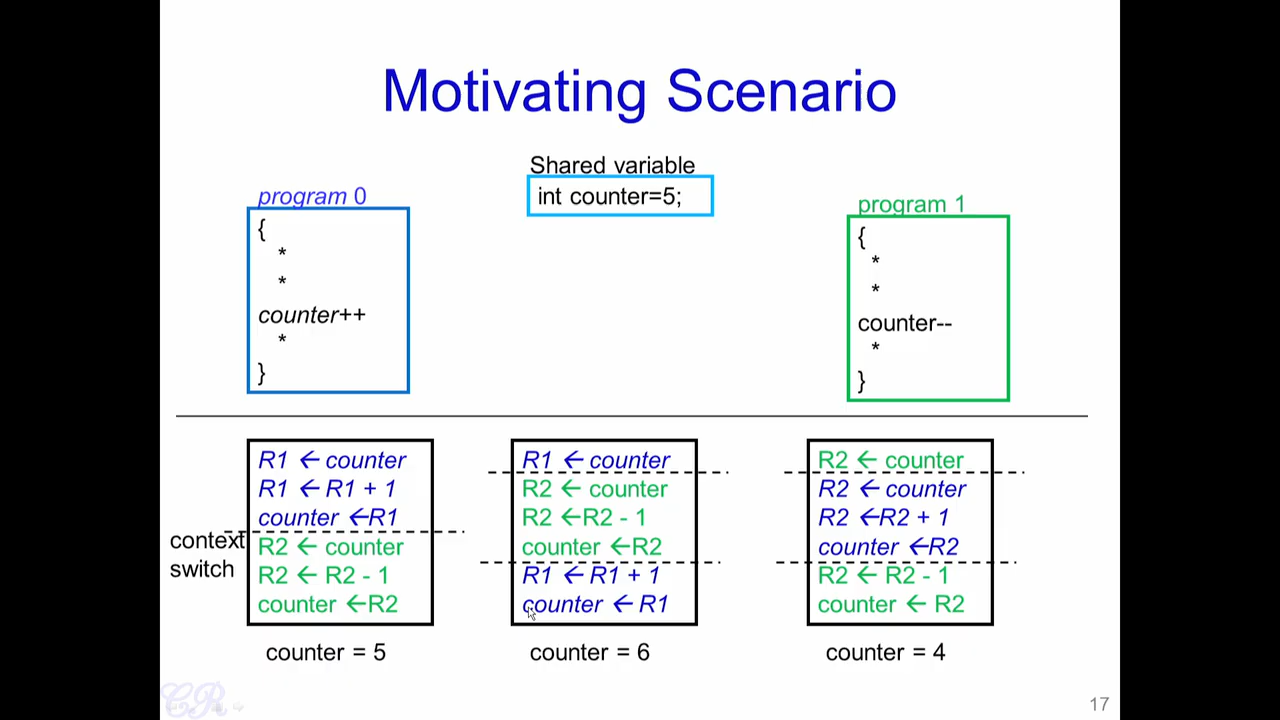 Motivating Scenario
Shared variable
int counter=5;
program 0
{
*
*
counter++
*
}
program 1
{
*
*
counter--
*
}
R1 ← counter
R1 ← R1 + 1
counter ←R1
context
switch
R2 ← counter
R2 ← R2 - 1
counter ←R2
counter = 5
R1 ← counter
R2 ← counter
R2 ←R2 - 1
counter ←R2
R1 ← R1 + 1
counter ← R1
counter = 6
R2 ← counter
R2 ← counter
R2 ←R2 + 1
counter ←R2
R2 ← R2 - 1
counter ← R2
counter = 4
CR
17